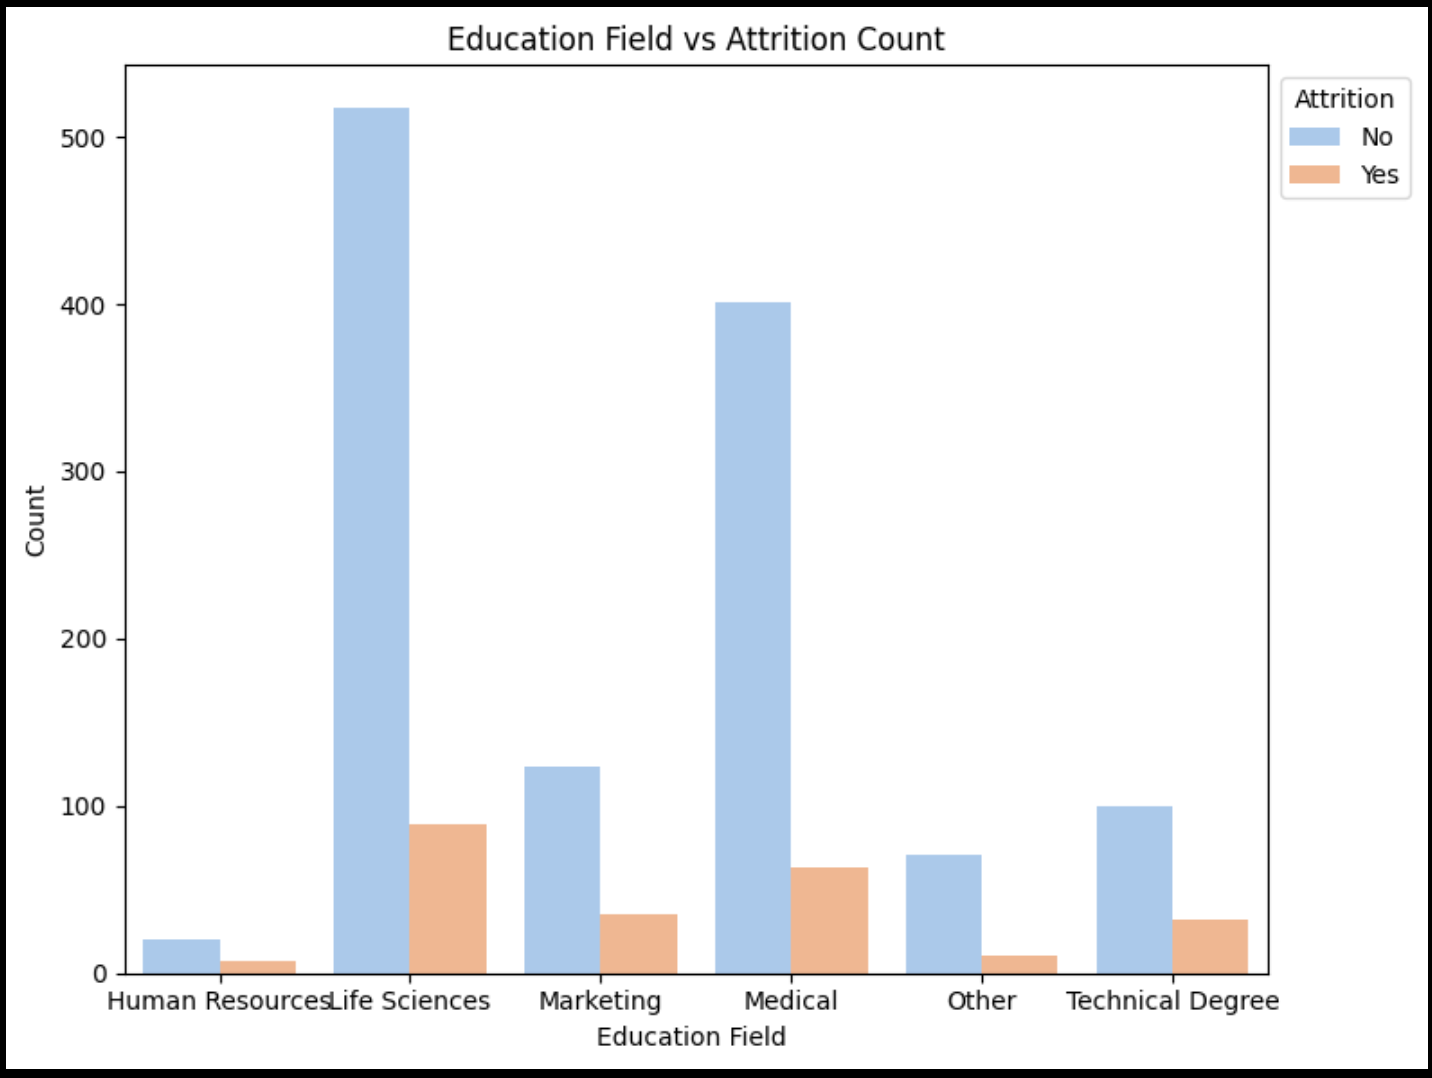 Education Field vs Attrition Count
Attrition
No
Yes
500
400
300
200
100
0
Count
Human Resources Life Sciences Marketing Medical Other Technical Degree
Education Field